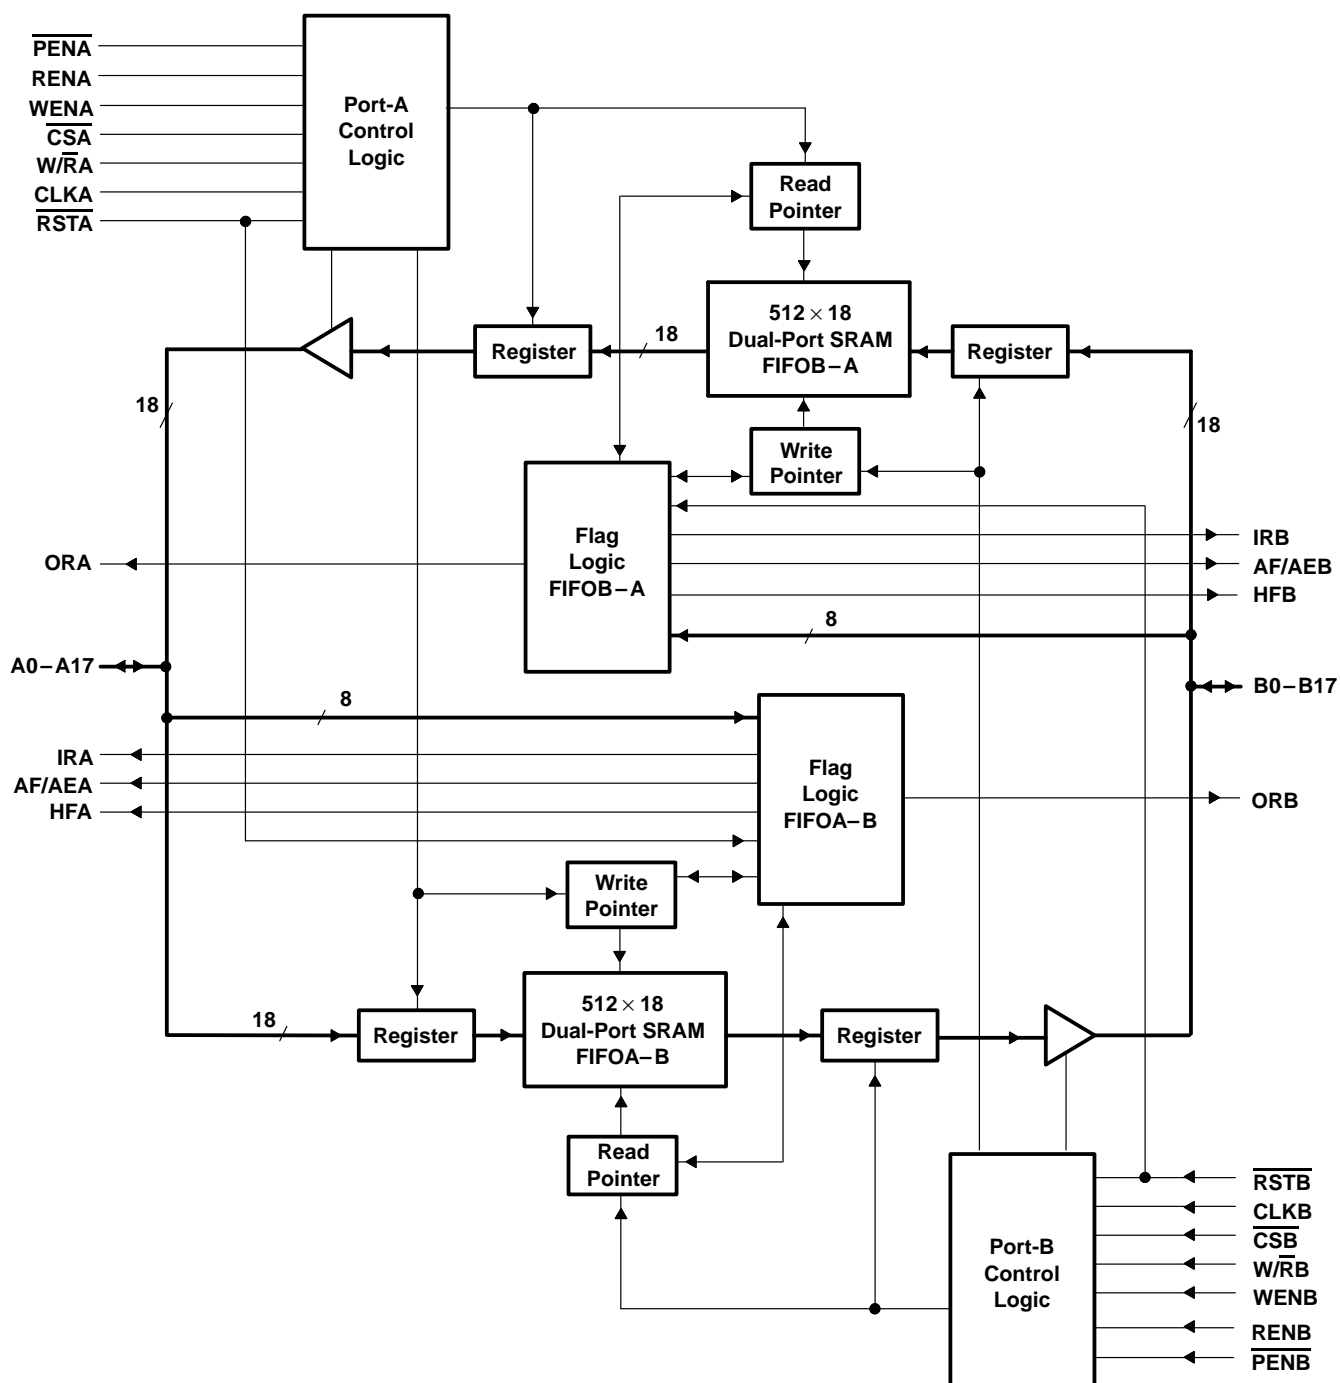 PENA
RENA
WENA
CSA
W/RA
CLKA
RSTA
Port-A
Control
Logic
Read
Pointer
512 × 18
Dual-Port SRAM
FIFOB–A
Register
18
Register
18
18
Write
Pointer
Flag
Logic
FIFOB–A
ORA
IRB
AF/AEB
HFB
8
A0–A17
B0–B17
8
IRA
AF/AEA
HFA
Flag
Logic
FIFOA–B
ORB
Write
Pointer
18
Register
512 × 18
Dual-Port SRAM
FIFOA–B
Register
Read
Pointer
Port-B
Control
Logic
RSTB
CLKB
CSB
W/RB
WENB
RENB
PENB